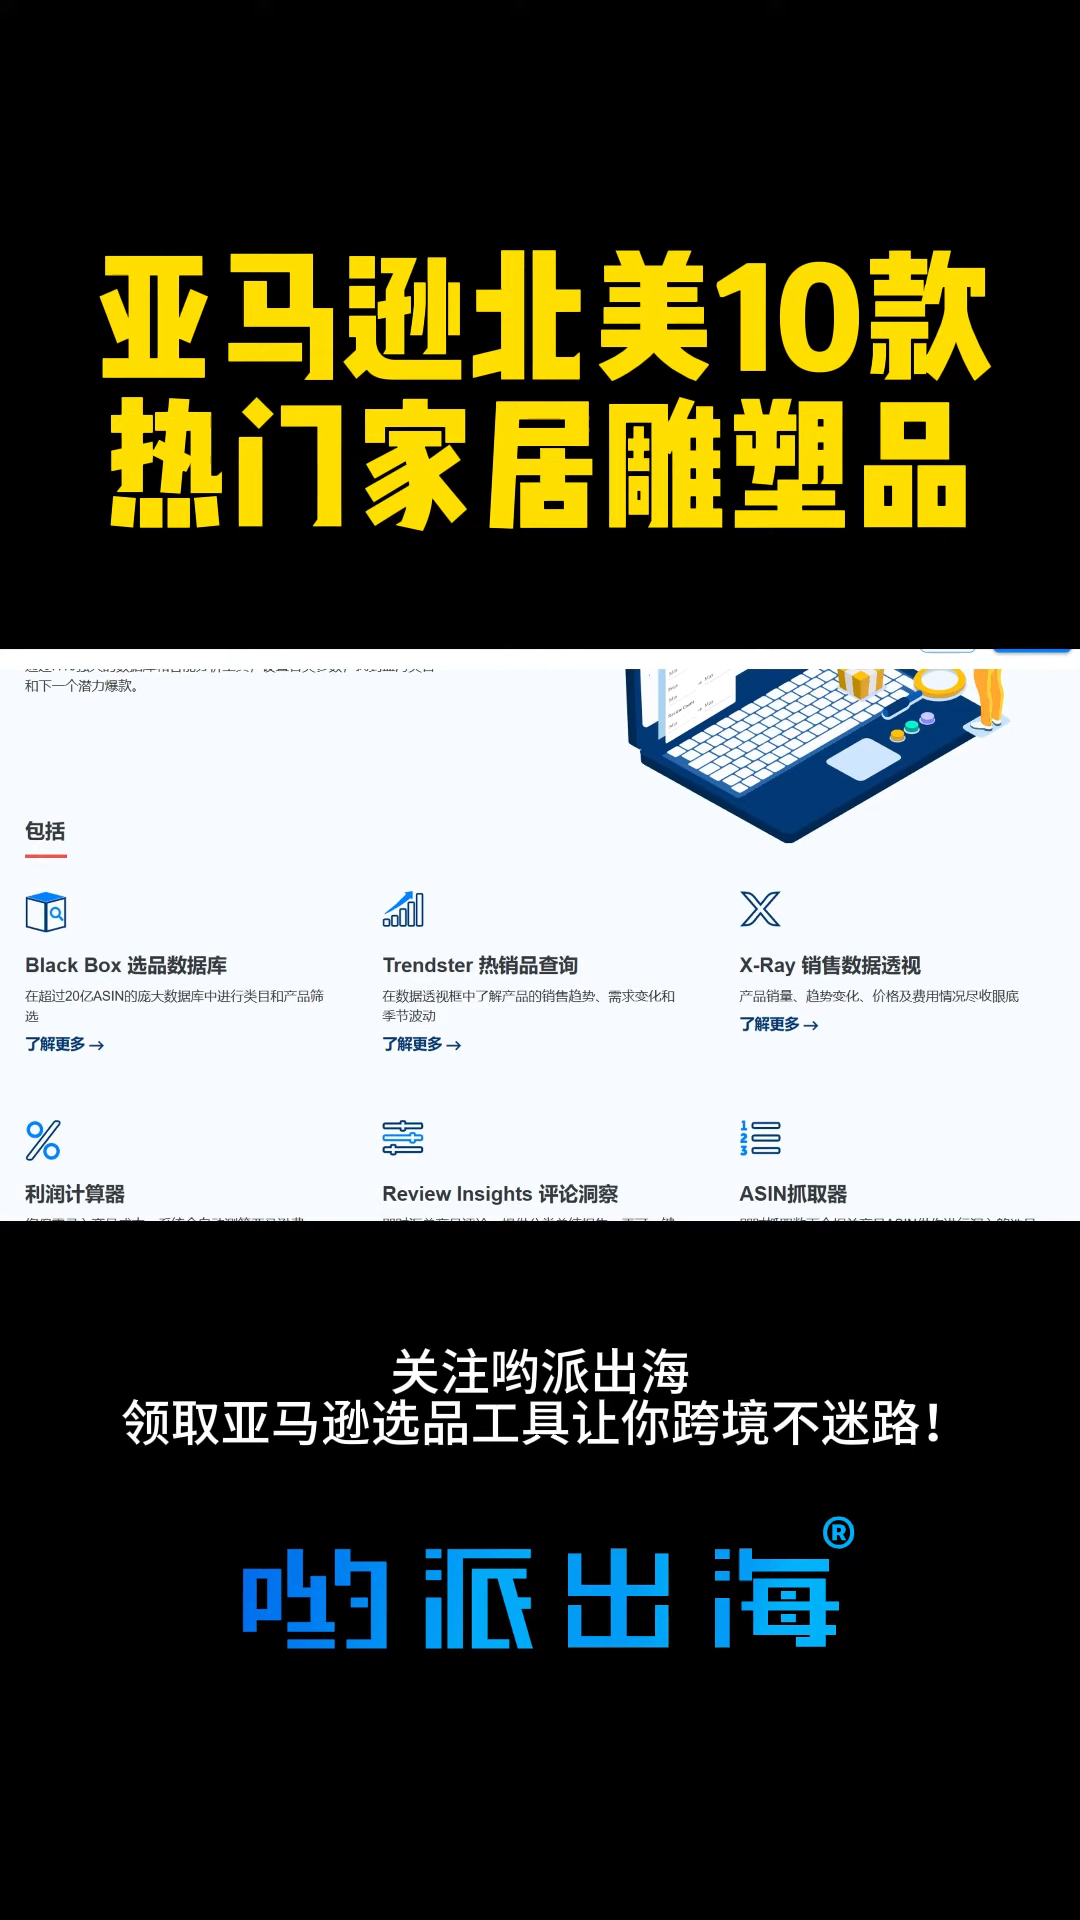 亚马逊北美10款
热门家居雕塑品
和下一个潜力爆款。
包括
Black Box 选品数据库
Trendster 热销品查询
X-Ray 销售数据透视
在超过20亿ASIN的庞大数据库中进行类目和产品筛
选
在数据透视框中了解产品的销售趋势、需求变化和
季节波动
产品销量、趋势变化、价格及费用情况尽收眼底
了解更多→
了解更多→
了解更多→
利润计算器
Review Insights 评论洞察
ASIN抓取器
关注哟派出海
领取亚马逊选品工具让你跨境不迷路！
哟派出海®